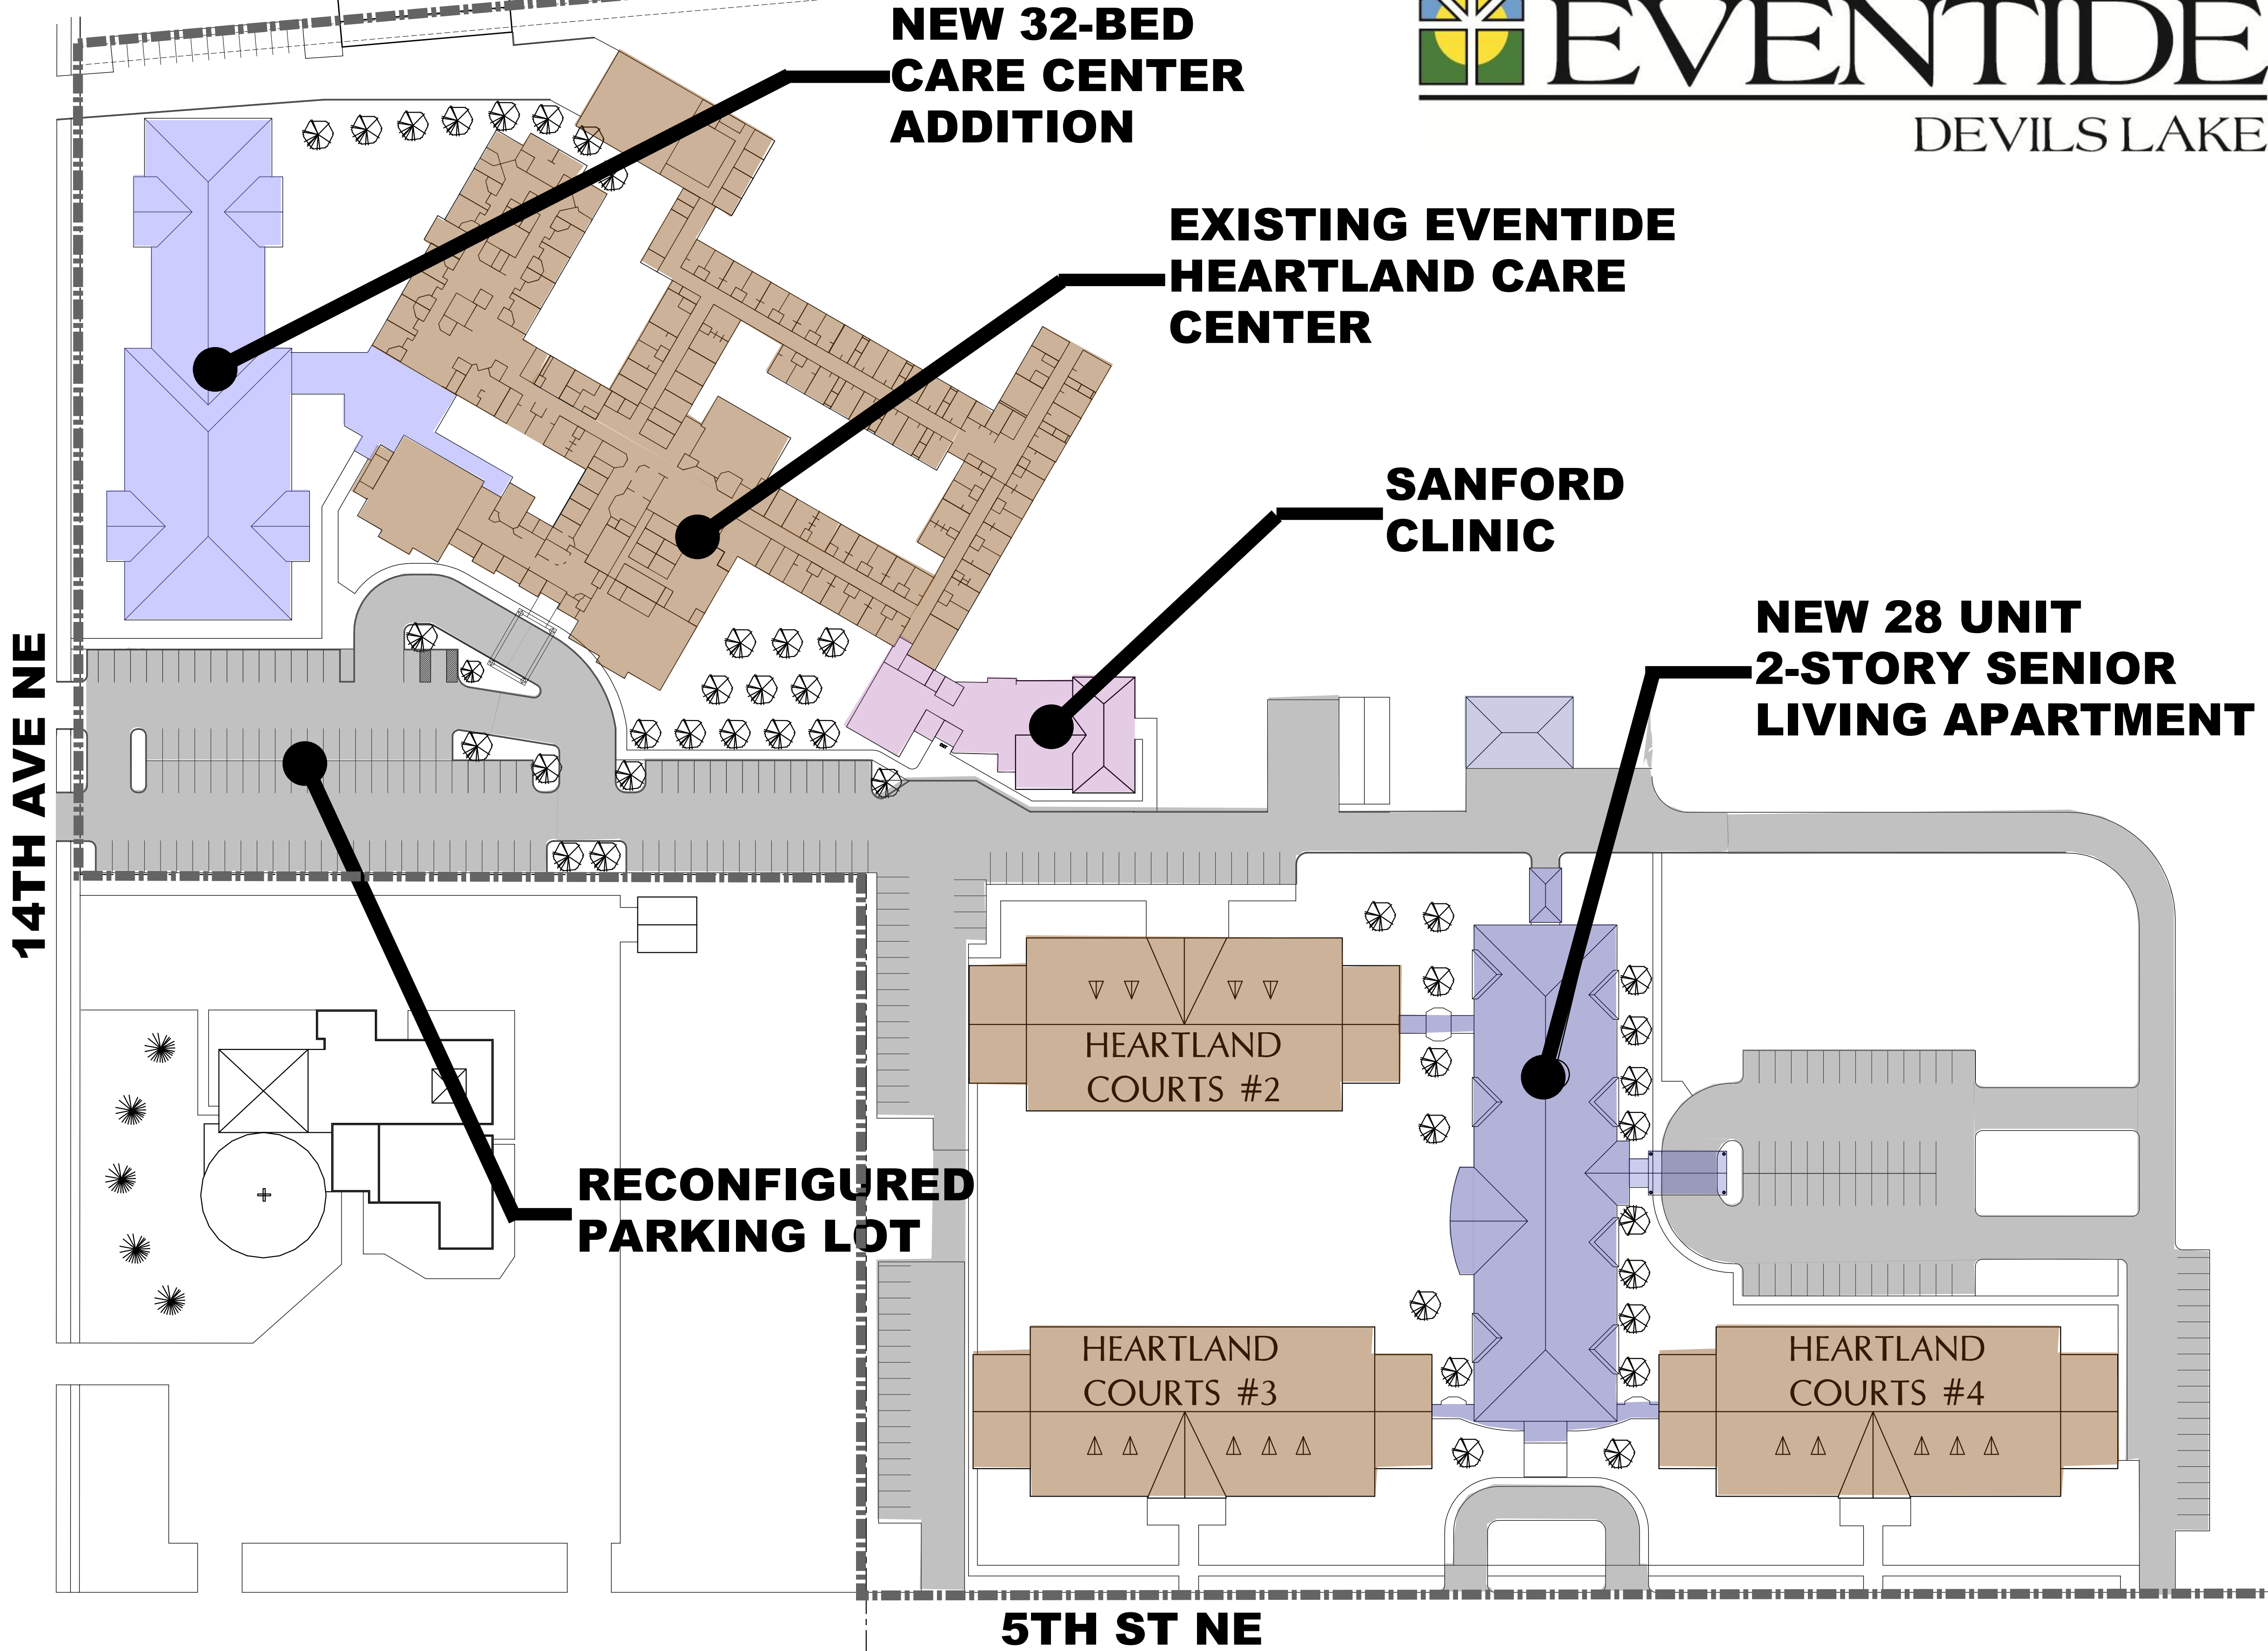 NEW 32-BED
CARE CENTER
ADDITION
EVENTIDE
DEVILS LAKE
EXISTING EVENTIDE
HEARTLAND CARE
CENTER
SANFORD
CLINIC
NEW 28 UNIT
2-STORY SENIOR
LIVING APARTMENT
14TH AVE NE
HEARTLAND
COURTS #2
RECONFIGURED
PARKING LOT
HEARTLAND
COURTS #3
HEARTLAND
COURTS #4
5TH ST NE